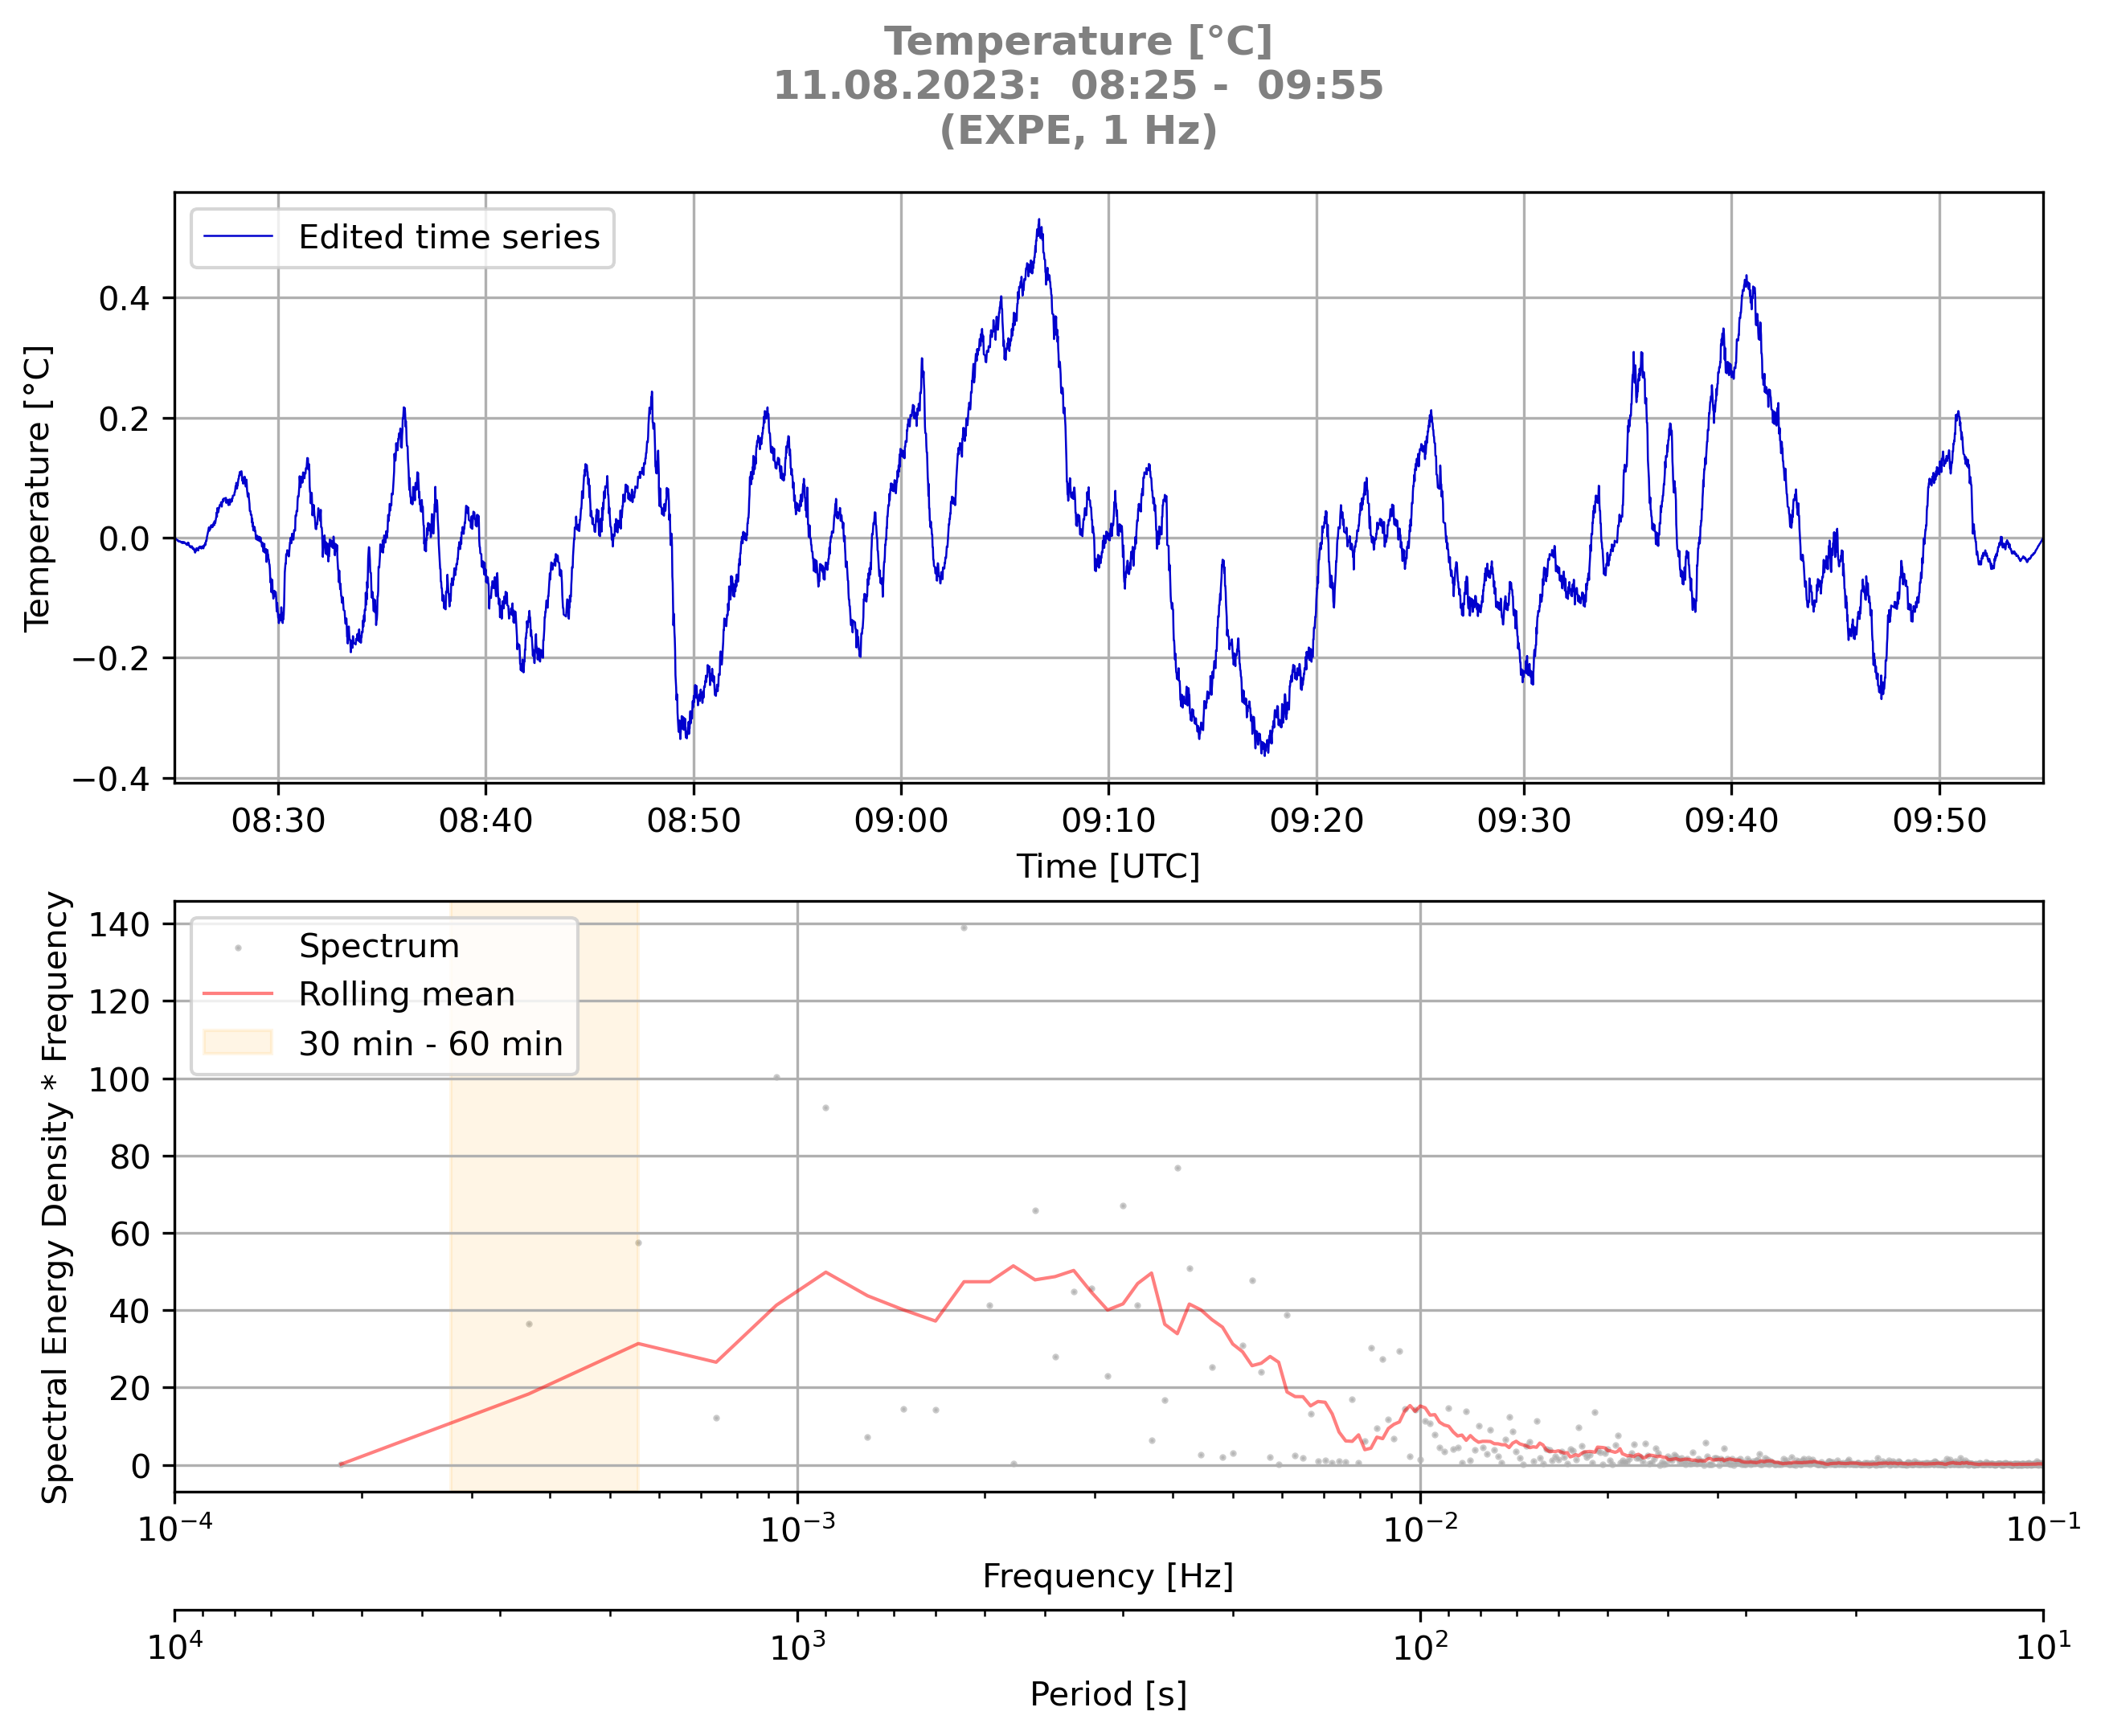 Temperature [°C]
11.08.2023:  08:25 -  09:55
(EXPE, 1 Hz)
Edited time series
Temperature [°C]
0.4
0.2
0.0
−0.2
−0.4
08:30 08:40 08:50 09:00 09:10 09:20 09:30 09:40 09:50
Time [UTC]
Spectral Energy Density * Frequency
140
120
100
80
60
40
20
0
Spectrum
Rolling mean
30 min - 60 min
10⁻⁴ 10⁻³ 10⁻² 10⁻¹
Frequency [Hz]
10⁴ 10³ 10² 10¹
Period [s]